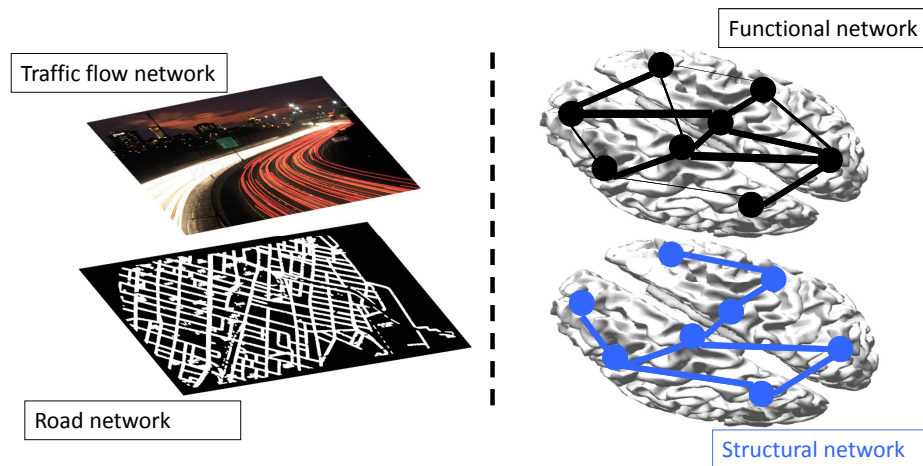 Functional network
Traffic flow network
Road network
Structural network